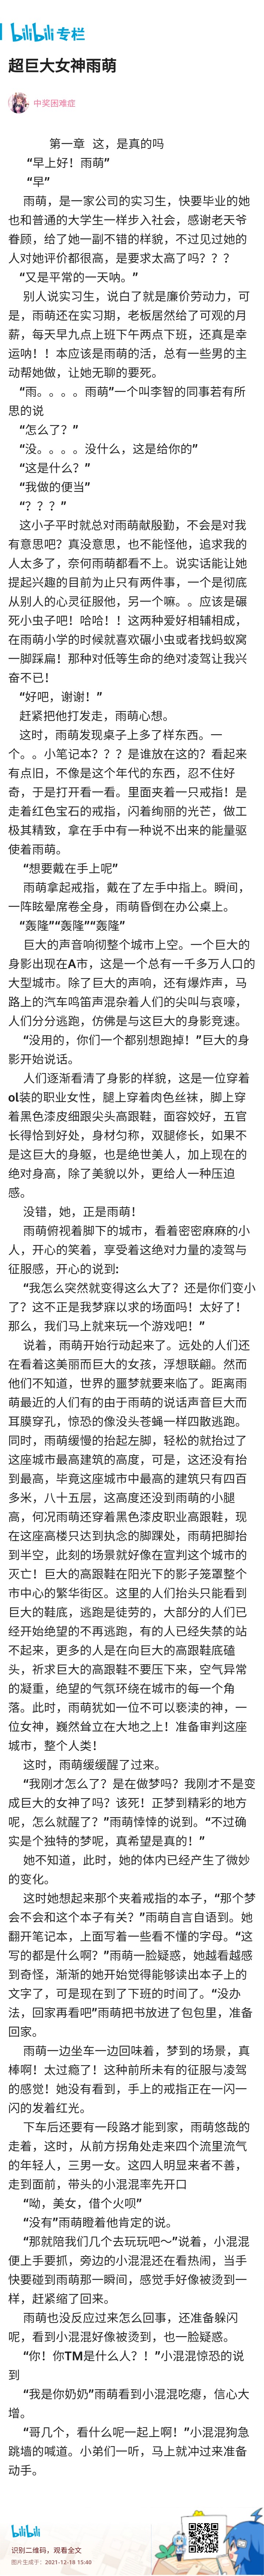 bilibili 专栏
超巨大女神雨萌
中奖困难症
第一章 这，是真的吗
“早上好！雨萌”
“早”
雨萌，是一家公司的实习生，快要毕业的她
也和普通的大学生一样步入社会，感谢老天爷
眷顾，给了她一副不错的样貌，不过见过她的
人对她评价都很高，是要求太高了吗？？？
“又是平常的一天呐。”
别人说实习生，说白了就是廉价劳动力，可
是，雨萌还在实习期，老板居然给了可观的月
薪，每天早九点上班下午两点下班，还真是幸
运呐！！本应该是雨萌的活，总有一些男的主
动帮她做，让她无聊的要死。
“雨。。。。雨萌”一个叫李智的同事若有所
思的说
“怎么了？”
“没。。。。没什么，这是给你的”
“这是什么？”
“我做的便当”
“？？？”
这小子平时就总对雨萌献殷勤，不会是对我
有意思吧？真没意思，也不能怪他，追求我的
人太多了，奈何雨萌都看不上。说实话能让她
提起兴趣的目前为止只有两件事，一个是彻底
从别人的心灵征服他，另一个嘛。。应该是碾
死小虫子吧！哈哈！！这两种爱好相辅相成，
在雨萌小学的时候就喜欢碾小虫或者找蚂蚁窝
一脚踩扁！那种对低等生命的绝对凌驾让我兴
奋不已！
“好吧，谢谢！”
赶紧把他打发走，雨萌心想。
这时，雨萌发现桌子上多了样东西。一
个。。小笔记本？？？是谁放在这的？看起来
有点旧，不像是这个年代的东西，忍不住好
奇，于是打开看一看。里面夹着一只戒指！是
走着红色宝石的戒指，闪着绚丽的光芒，做工
极其精致，拿在手中有一种说不出来的能量驱
使着雨萌。
“想要戴在手上呢”
雨萌拿起戒指，戴在了左手中指上。瞬间，
一阵眩晕席卷全身，雨萌昏倒在办公桌上。
“轰隆”“轰隆”“轰隆”
巨大的声音响彻整个城市上空。一个巨大的
身影出现在A市，这是一个总有一千多万人口的
大型城市。除了巨大的声响，还有爆炸声，马
路上的汽车鸣笛声混杂着人们的尖叫与哀嚎，
人们分分逃跑，仿佛是与这巨大的身影竞速。
“没用的，你们一个都别想跑掉！”巨大的身
影开始说话。
人们逐渐看清了身影的样貌，这是一位穿着
ol装的职业女性，腿上穿着肉色丝袜，脚上穿
着黑色漆皮细跟尖头高跟鞋，面容姣好，五官
长得恰到好处，身材匀称，双腿修长，如果不
是这巨大的身躯，也是绝世美人，加上现在的
绝对身高，除了美貌以外，更给人一种压迫
感。
没错，她，正是雨萌！
雨萌俯视着脚下的城市，看着密密麻麻的小
人，开心的笑着，享受着这绝对力量的凌驾与
征服感，开心的说到:
“我怎么突然就变得这么大了？还是你们变小
了？这不正是我梦寐以求的场面吗！太好了！
那么，我们马上就来玩一个游戏吧！”
说着，雨萌开始行动起来了。远处的人们还
在看着这美丽而巨大的女孩，浮想联翩。然而
他们不知道，世界的噩梦就要来临了。距离雨
萌最近的人们有的由于雨萌的说话声音巨大而
耳膜穿孔，惊恐的像没头苍蝇一样四散逃跑。
同时，雨萌缓慢的抬起左脚，轻松的就抬过了
这座城市最高建筑的高度，可是，这还没有抬
到最高，毕竟这座城市中最高的建筑只有四百
多米，八十五层，这高度还没到雨萌的小腿
高，何况雨萌还穿着黑色漆皮职业高跟鞋，现
在这座高楼只达到执念的脚踝处，雨萌把脚抬
到半空，此刻的场景就好像在宣判这个城市的
灭亡！巨大的高跟鞋在阳光下的影子笼罩整个
市中心的繁华街区。这里的人们抬头只能看到
巨大的鞋底，逃跑是徒劳的，大部分的人们已
经开始绝望的不再逃跑，有的人已经失禁的站
不起来，更多的人是在向巨大的高跟鞋底磕
头，祈求巨大的高跟鞋不要压下来，空气异常
的凝重，绝望的气氛环绕在城市的每一个角
落。此时，雨萌犹如一位不可以亵渎的神，一
位女神，巍然耸立在大地之上！准备审判这座
城市，整个人类！
这时，雨萌缓缓醒了过来。
“我刚才怎么了？是在做梦吗？我刚才不是变
成巨大的女神了吗？该死！正梦到精彩的地方
呢，怎么就醒了？”雨萌悻悻的说到。“不过确
实是个独特的梦呢，真希望是真的！”
她不知道，此时，她的体内已经产生了微妙
的变化。
这时她想起来那个夹着戒指的本子，“那个梦
会不会和这个本子有关？”雨萌自言自语到。她
翻开笔记本，上面写着一些看不懂的字母。“这
写的都是什么啊？”雨萌一脸疑惑，她越看越感
到奇怪，渐渐的她开始觉得能够读出本子上的
文字了，可是现在到了下班的时间了。“没办
法，回家再看吧”雨萌把书放进了包包里，准备
回家。
雨萌一边坐车一边回味着，梦到的场景，真
棒啊！太过瘾了！这种前所未有的征服与凌驾
的感觉！她没有看到，手上的戒指正在一闪一
闪的发着红光。
下车后还要有一段路才能到家，雨萌悠哉的
走着，这时，从前方拐角处走来四个流里流气
的年轻人，三男一女。这四人明显来者不善，
走到面前，带头的小混混率先开口
“呦，美女，借个火呗”
“没有”雨萌瞪着他肯定的说。
“那就陪我们几个去玩玩吧～”说着，小混混
便上手要抓，旁边的小混混还在看热闹，当手
快要碰到雨萌那一瞬间，感觉手好像被烫到一
样，赶紧缩了回来。
雨萌也没反应过来怎么回事，还准备躲闪
呢，看到小混混好像被烫到，也一脸疑惑。
“你！你TM是什么人？！”小混混惊恐的说
到
“我是你奶奶”雨萌看到小混混吃瘪，信心大
增。
“哥几个，看什么呢一起上啊！”小混混狗急
跳墙的喊道。小弟们一听，马上就冲过来准备
动手。
bilibili
识别二维码，观看全文
图片生成于：2021-12-18 15:40